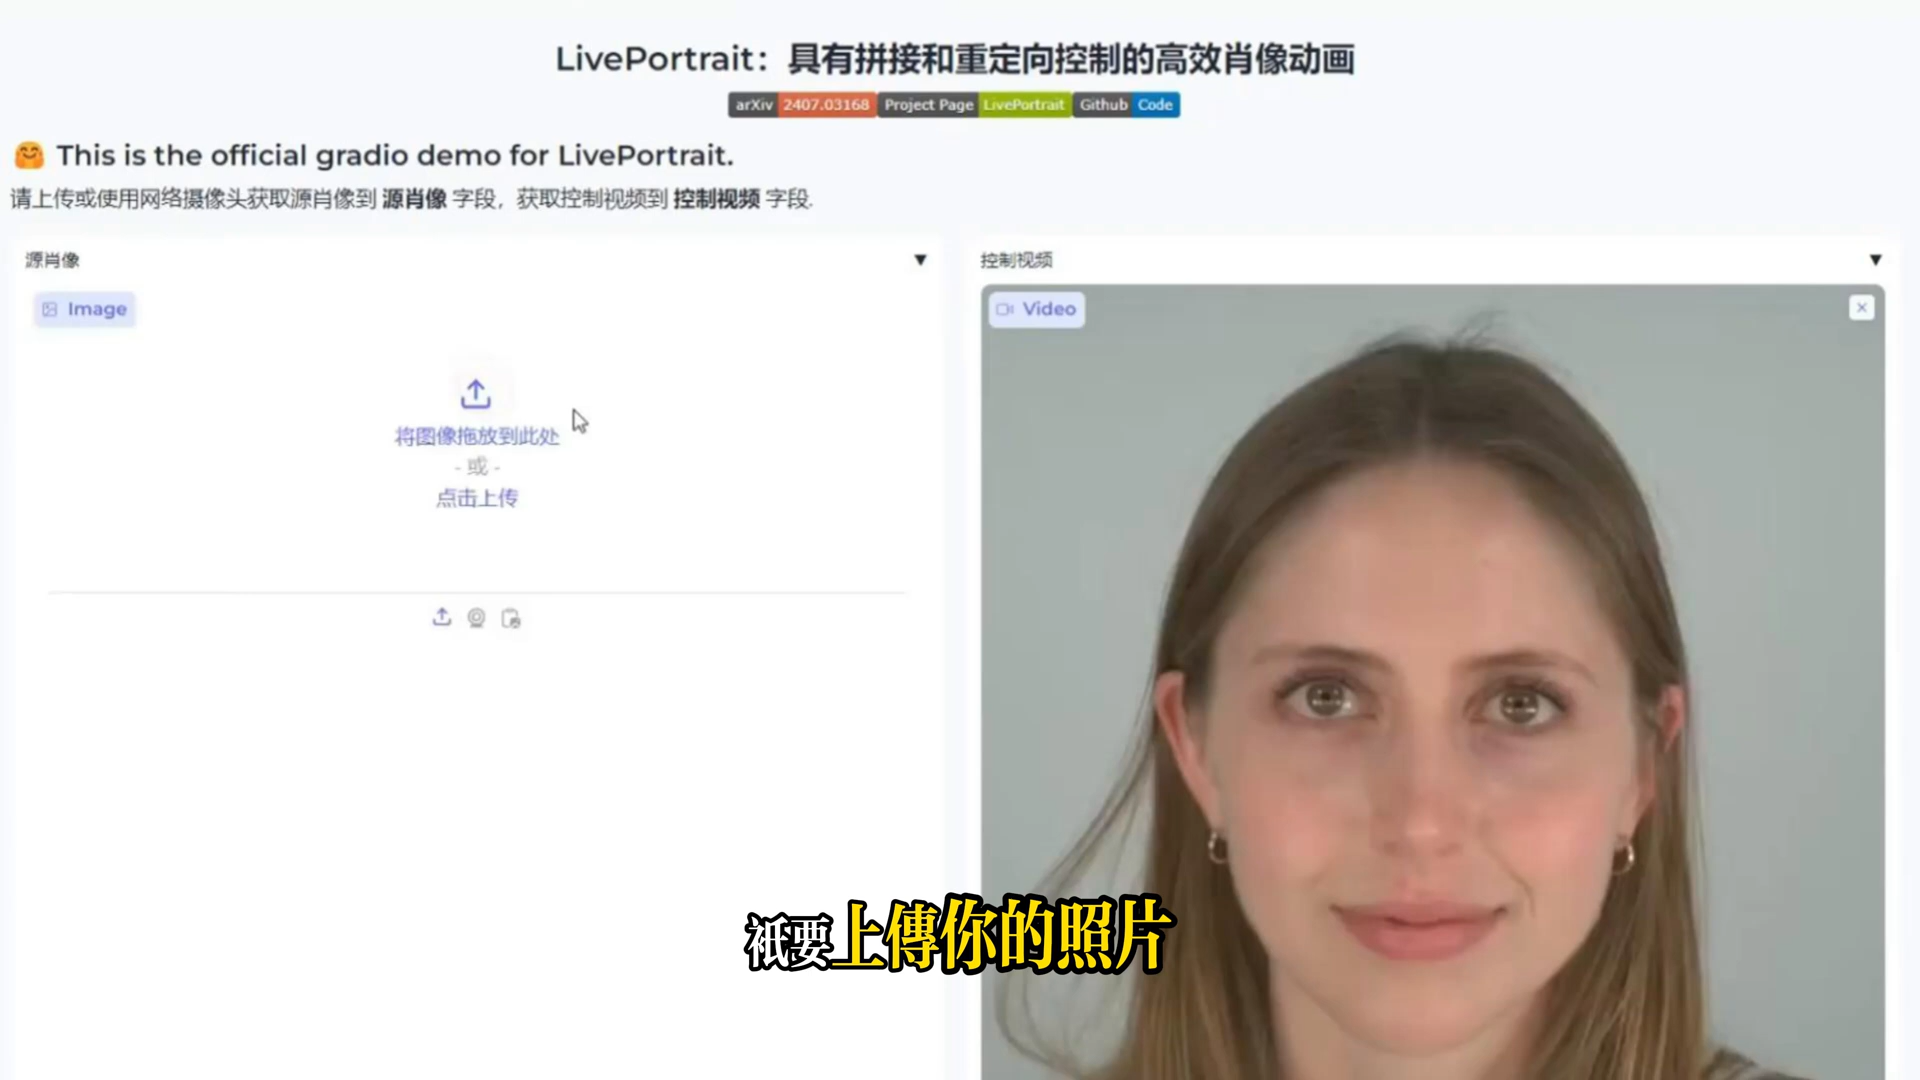 LivePortrait：具有拼接和重定向控制的高效肖像动画
arXiv 2407.03168 Project Page LivePortrait Github Code
This is the official gradio demo for LivePortrait.
请上传或使用网络摄像头获取源肖像到 源肖像 字段，获取控制视频到 控制视频 字段.
源肖像
Image
将图像拖放到此处
- 或 -
点击上传
控制视频
Video
祇要上傳你的照片